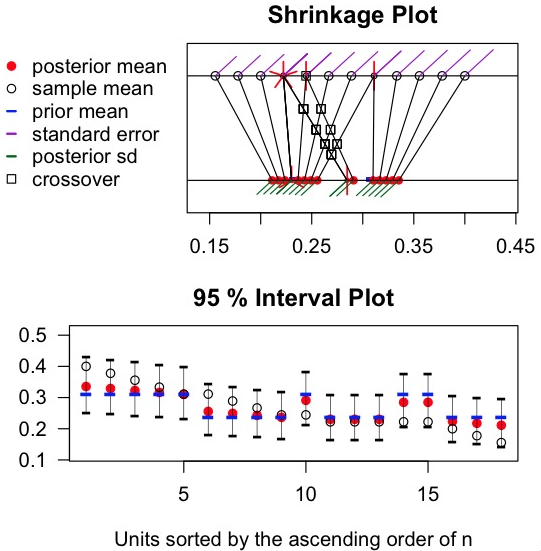 Shrinkage Plot
posterior mean
sample mean
prior mean
standard error
posterior sd
crossover
0.15 0.25 0.35 0.45
95 % Interval Plot
0.5
0.4
0.3
0.2
0.1
5 10 15
Units sorted by the ascending order of n